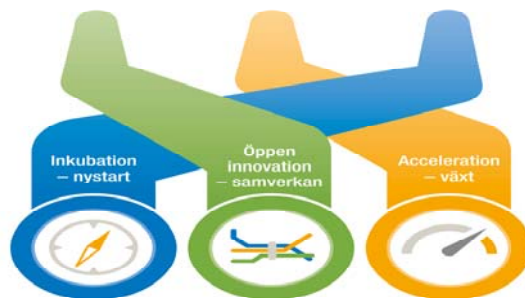 Inkubation
– nystart
Öppen
innovation
– samverkan
Acceleration
– växt